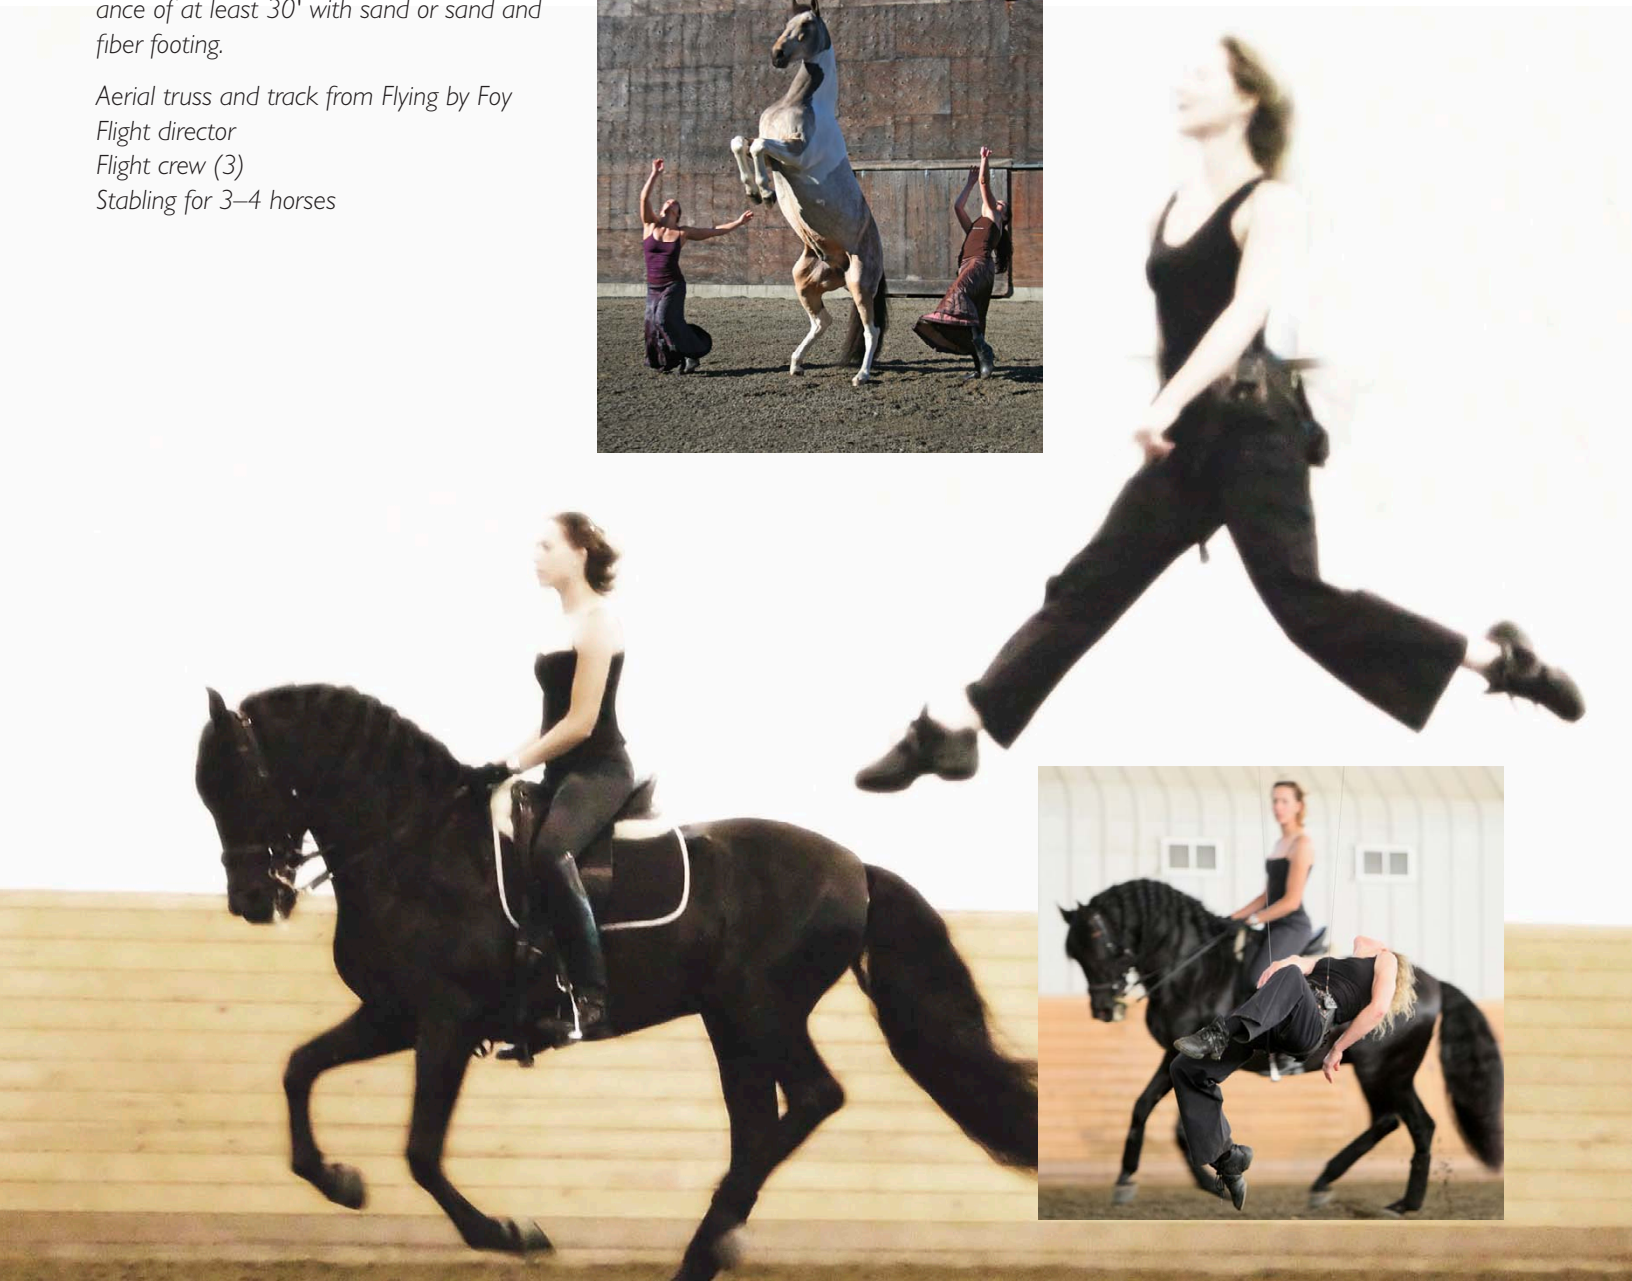 ance of at least 30' with sand or sand and
fiber footing.
Aerial truss and track from Flying by Foy
Flight director
Flight crew (3)
Stabling for 3–4 horses